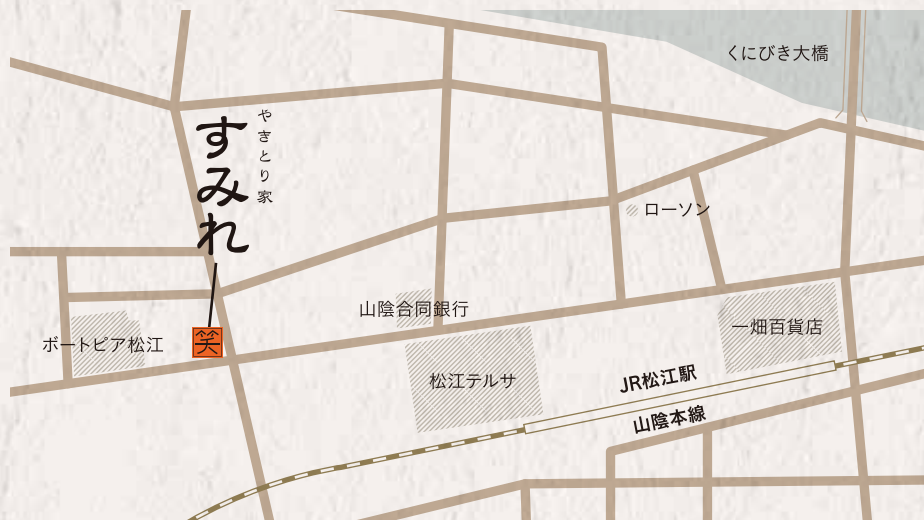 くにびき大橋
やきとり家
すみれ
ローソン
山陰合同銀行
一畑百貨店
ボートピア松江
笑
松江テルサ
JR松江駅
山陰本線